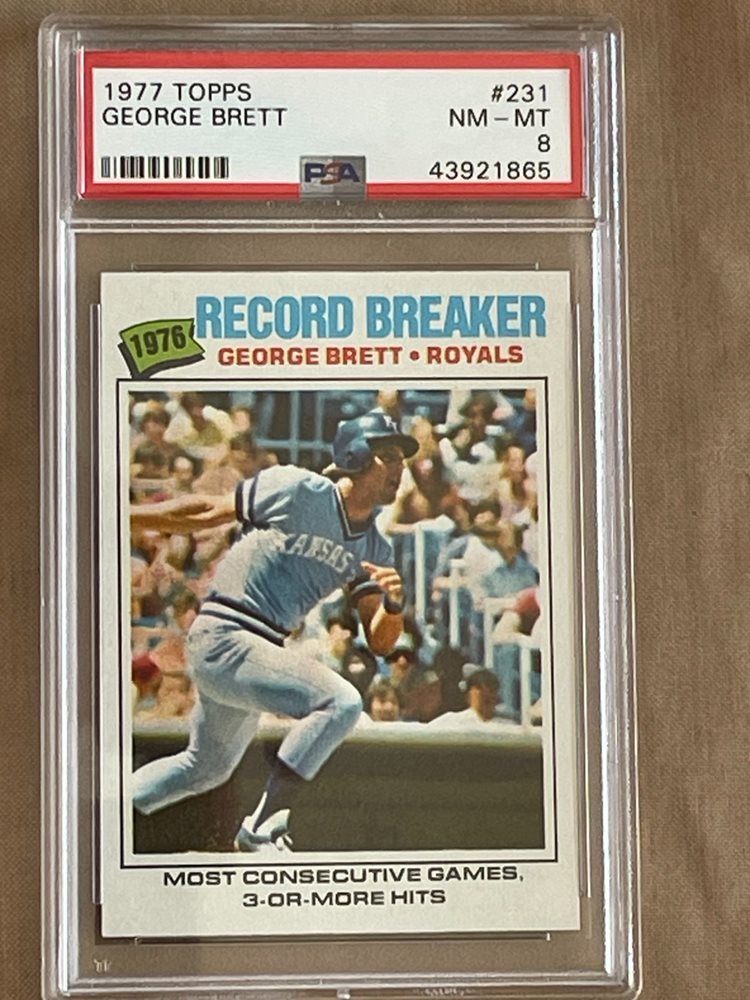 1977 TOPPS #231
GEORGE BRETT NM – MT
8
PSA 43921865
RECORD BREAKER
1976
GEORGE BRETT • ROYALS
KANSAS
MOST CONSECUTIVE GAMES,
3-OR-MORE HITS